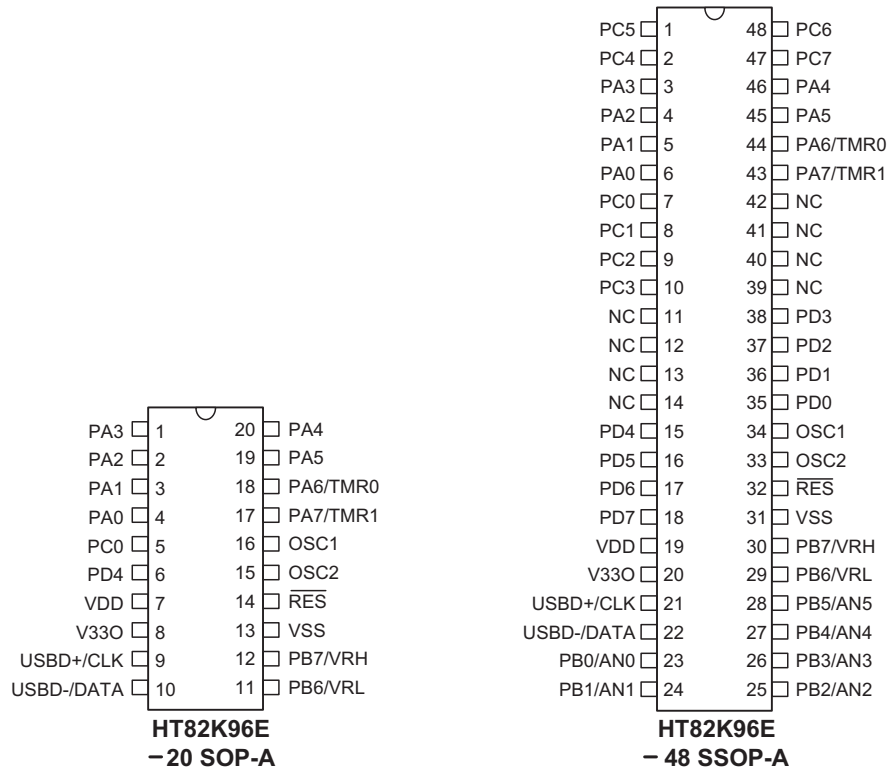 PC5 1 48 PC6
PC4 2 47 PC7
PA3 3 46 PA4
PA2 4 45 PA5
PA1 5 44 PA6/TMR0
PA0 6 43 PA7/TMR1
PC0 7 42 NC
PC1 8 41 NC
PC2 9 40 NC
PC3 10 39 NC
NC 11 38 PD3
NC 12 37 PD2
NC 13 36 PD1
NC 14 35 PD0
PD4 15 34 OSC1
PD5 16 33 OSC2
PD6 17 32 RES
PD7 18 31 VSS
VDD 19 30 PB7/VRH
V33O 20 29 PB6/VRL
USBD+/CLK 21 28 PB5/AN5
USBD-/DATA 22 27 PB4/AN4
PB0/AN0 23 26 PB3/AN3
PB1/AN1 24 25 PB2/AN2
HT82K96E
– 48 SSOP-A
PA3 1 20 PA4
PA2 2 19 PA5
PA1 3 18 PA6/TMR0
PA0 4 17 PA7/TMR1
PC0 5 16 OSC1
PD4 6 15 OSC2
VDD 7 14 RES
V33O 8 13 VSS
USBD+/CLK 9 12 PB7/VRH
USBD-/DATA 10 11 PB6/VRL
HT82K96E
– 20 SOP-A